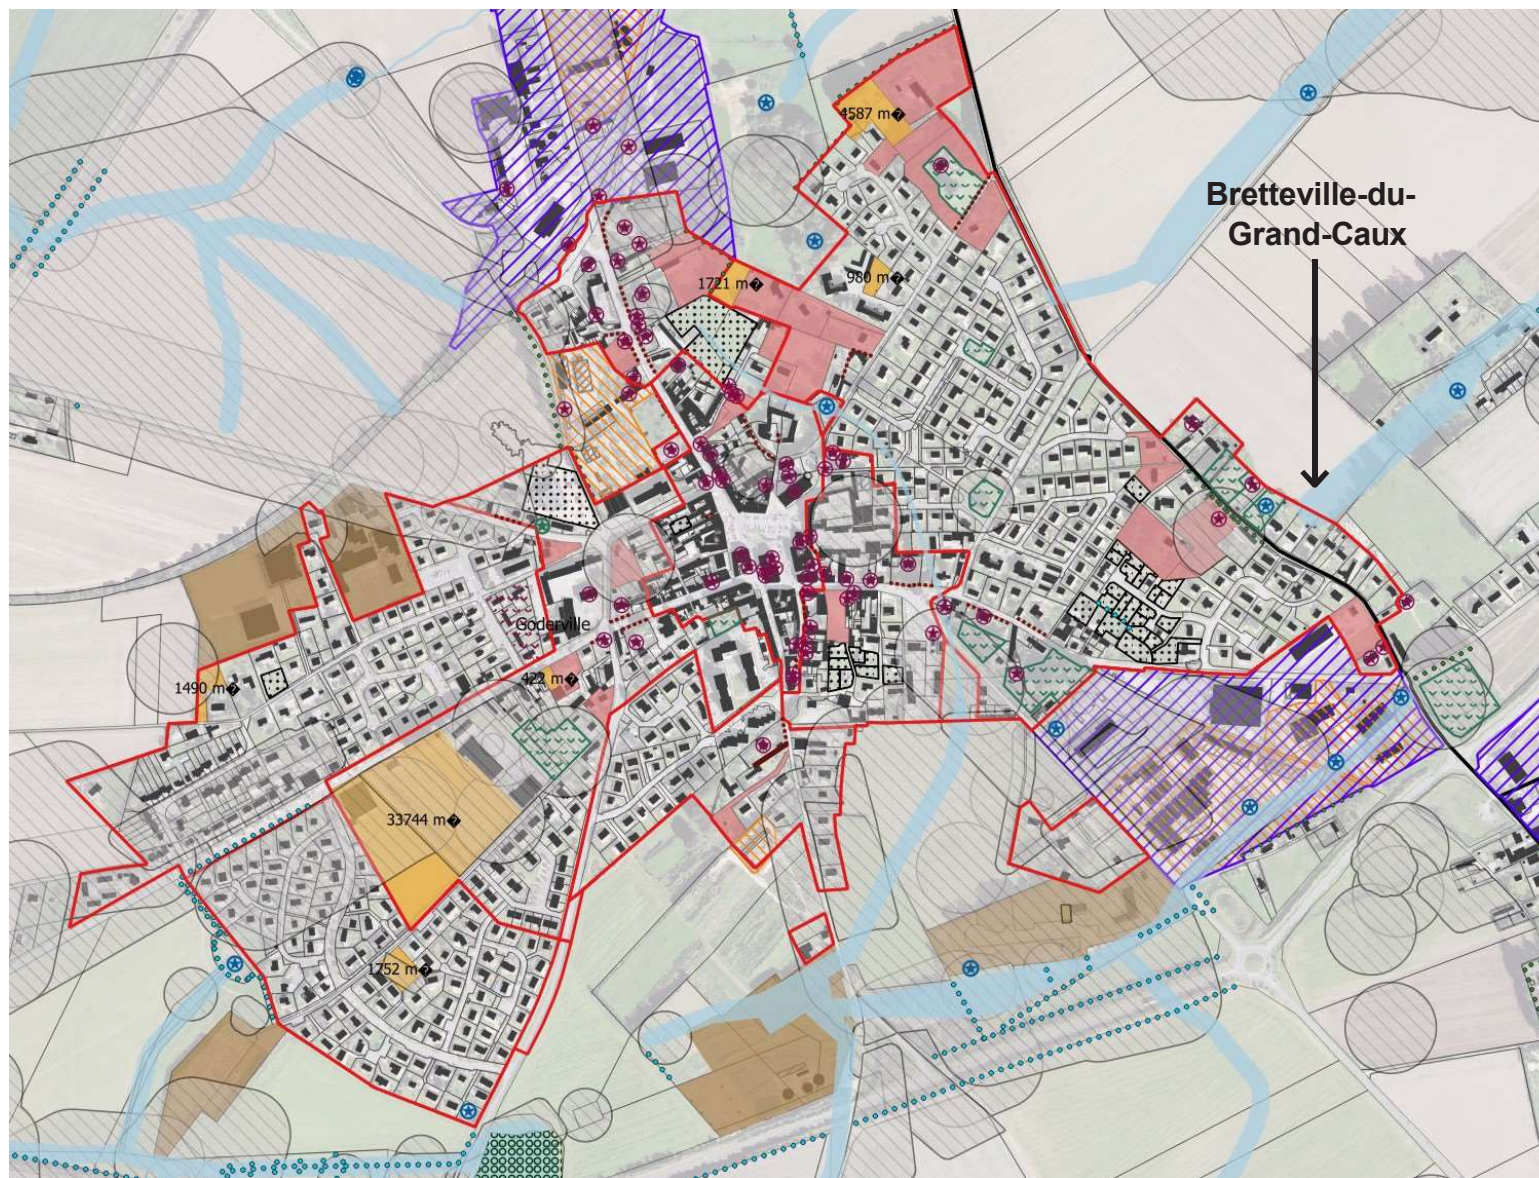 4587 m�
Bretteville-du-
Grand-Caux
1721 m�
980 m�
Goderville
422 m�
1490 m�
33744 m�
1752 m�